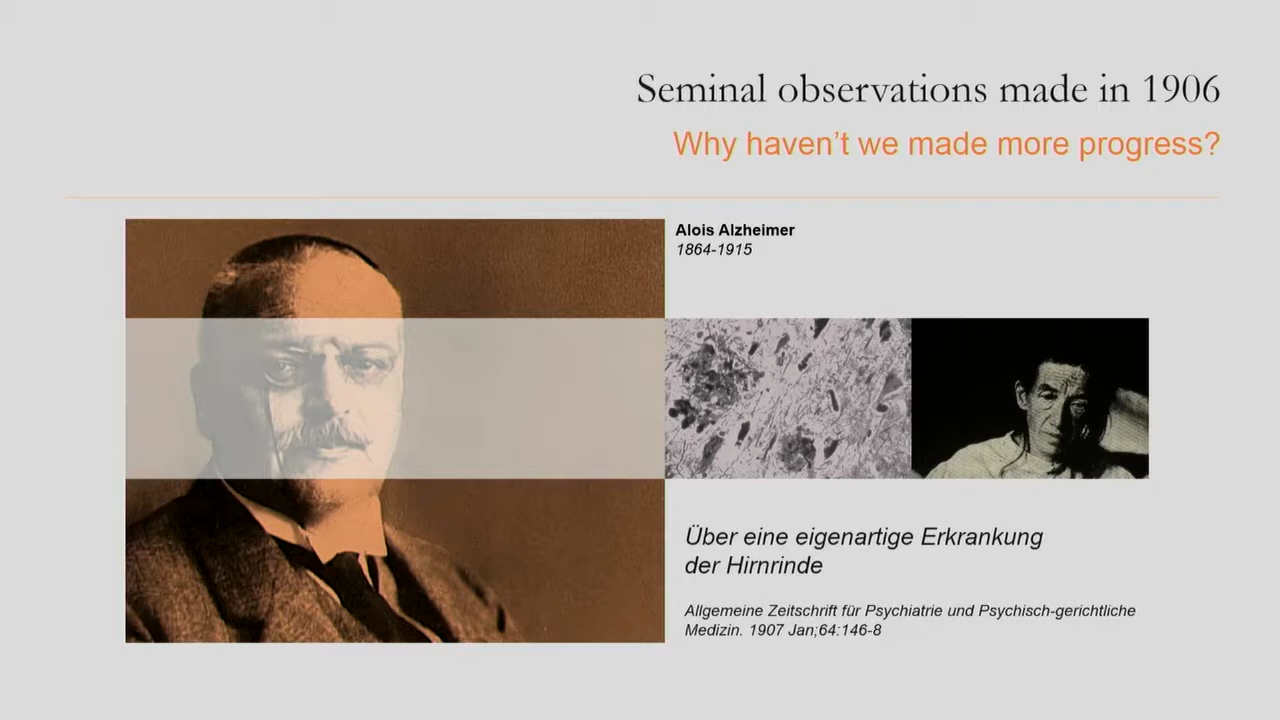 Seminal observations made in 1906
Why haven’t we made more progress?
Alois Alzheimer
1864-1915
Über eine eigenartige Erkrankung
der Hirnrinde
Allgemeine Zeitschrift für Psychiatrie und Psychisch-gerichtliche
Medizin. 1907 Jan;64:146-8